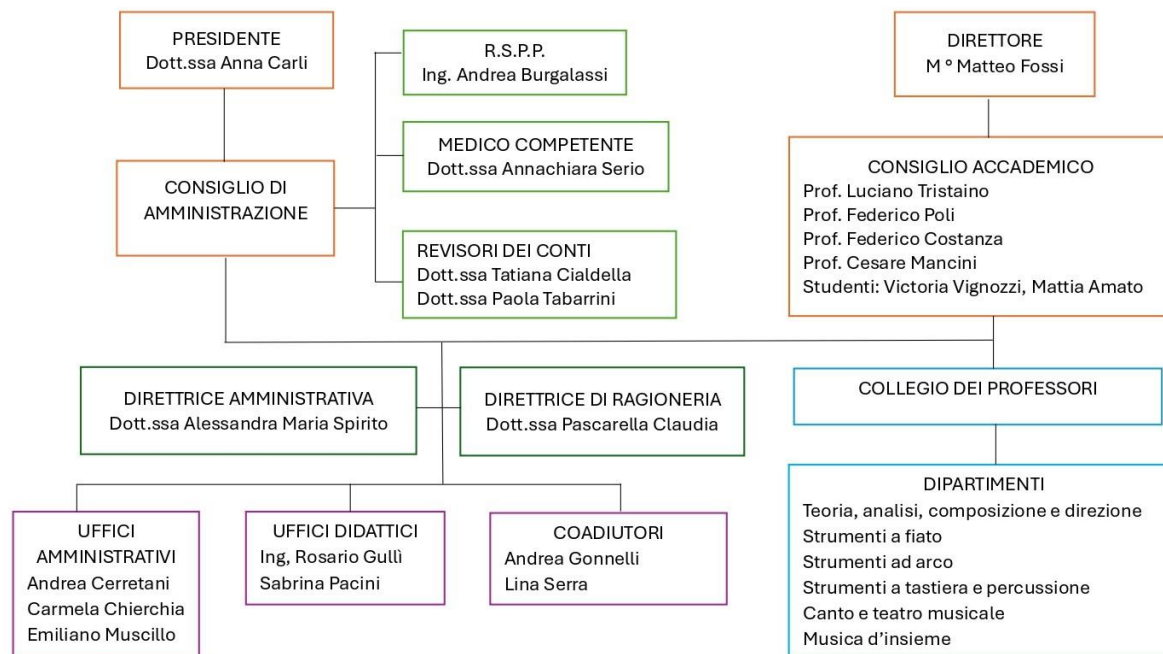 PRESIDENTE
Dott.ssa Anna Carli
R.S.P.P.
Ing. Andrea Burgalassi
DIRETTORE
M ° Matteo Fossi
MEDICO COMPETENTE
Dott.ssa Annachiara Serio
CONSIGLIO DI
AMMINISTRAZIONE
CONSIGLIO ACCADEMICO
Prof. Luciano Tristaino
Prof. Federico Poli
Prof. Federico Costanza
Prof. Cesare Mancini
Studenti: Victoria Vignozzi, Mattia Amato
REVISORI DEI CONTI
Dott.ssa Tatiana Cialdella
Dott.ssa Paola Tabarrini
DIRETTRICE AMMINISTRATIVA
Dott.ssa Alessandra Maria Spirito
DIRETTRICE DI RAGIONERIA
Dott.ssa Pascarella Claudia
COLLEGIO DEI PROFESSORI
UFFICI
AMMINISTRATIVI
Andrea Cerretani
Carmela Chierchia
Emiliano Muscillo
UFFICI DIDATTICI
Ing, Rosario Gullì
Sabrina Pacini
COADIUTORI
Andrea Gonnelli
Lina Serra
DIPARTIMENTI
Teoria, analisi, composizione e direzione
Strumenti a fiato
Strumenti ad arco
Strumenti a tastiera e percussione
Canto e teatro musicale
Musica d’insieme